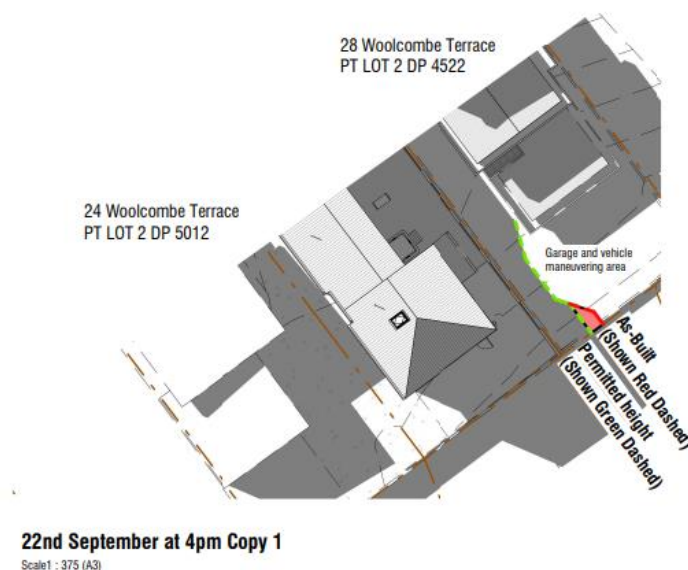 28 Woolcombe Terrace
PT LOT 2 DP 4522
24 Woolcombe Terrace
PT LOT 2 DP 5012
Garage and vehicle
maneuvering area
As-Built
(Shown Red Dashed)
Permitted height
(Shown Green Dashed)
22nd September at 4pm Copy 1
Scale1 : 375 (A3)